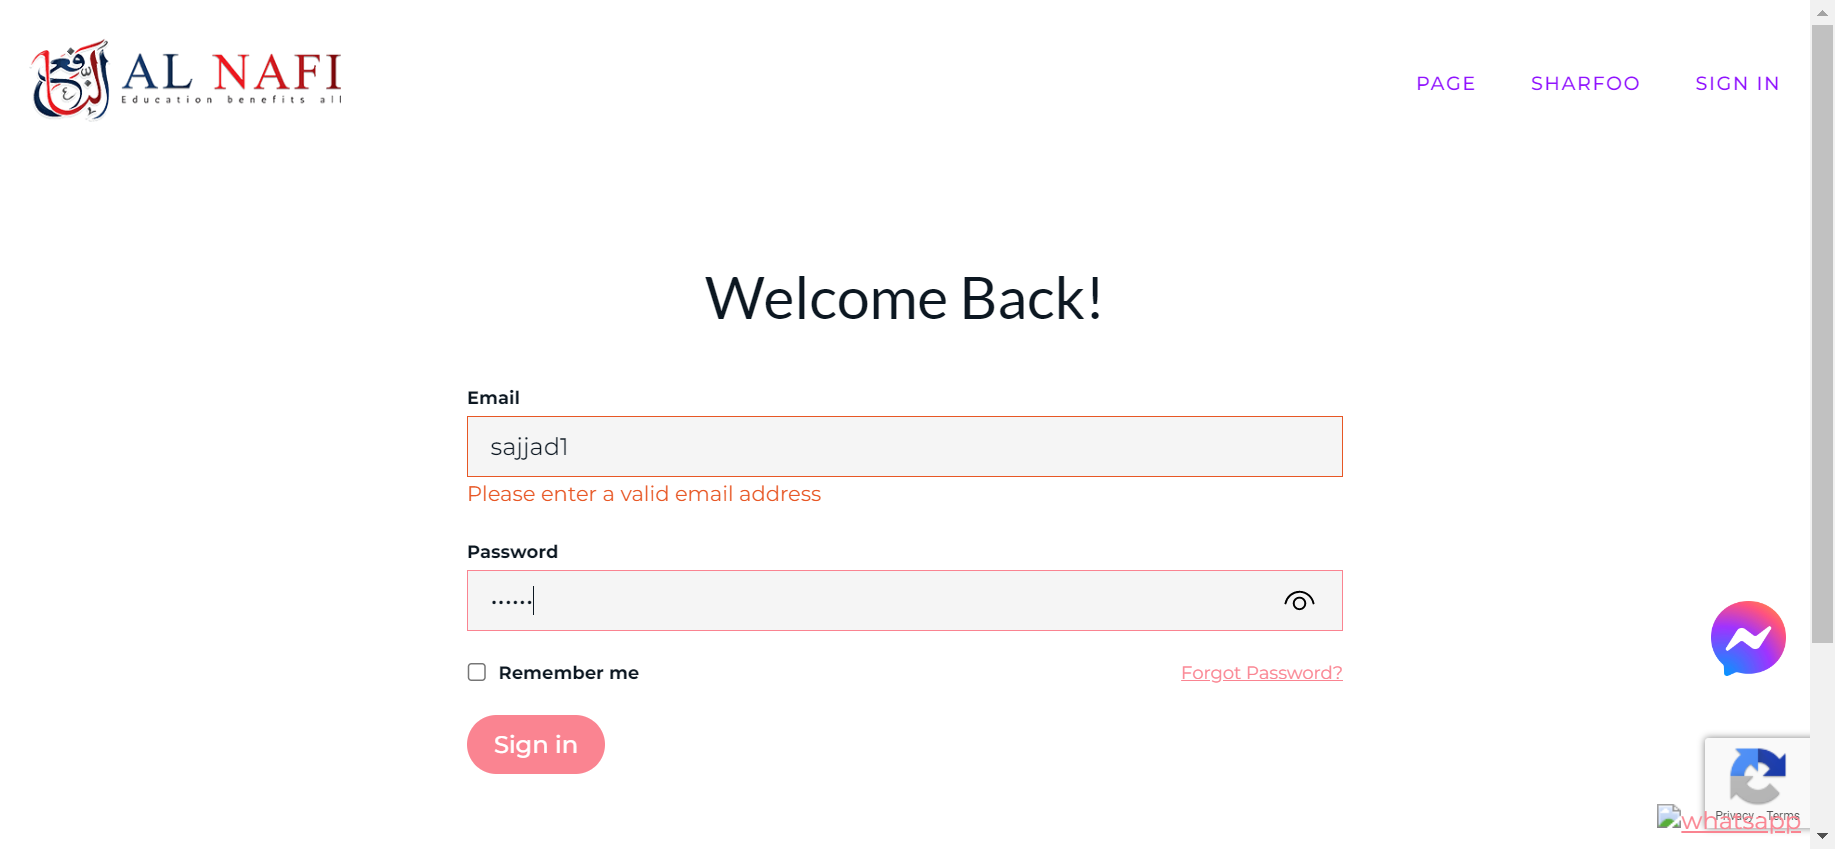 AL NAFI
Education benefits all
PAGE SHARFOO SIGN IN
Welcome Back!
Email
sajjad1
Please enter a valid email address
Password
Remember me
Forgot Password?
Sign in
Privacy - Terms
whatsapp